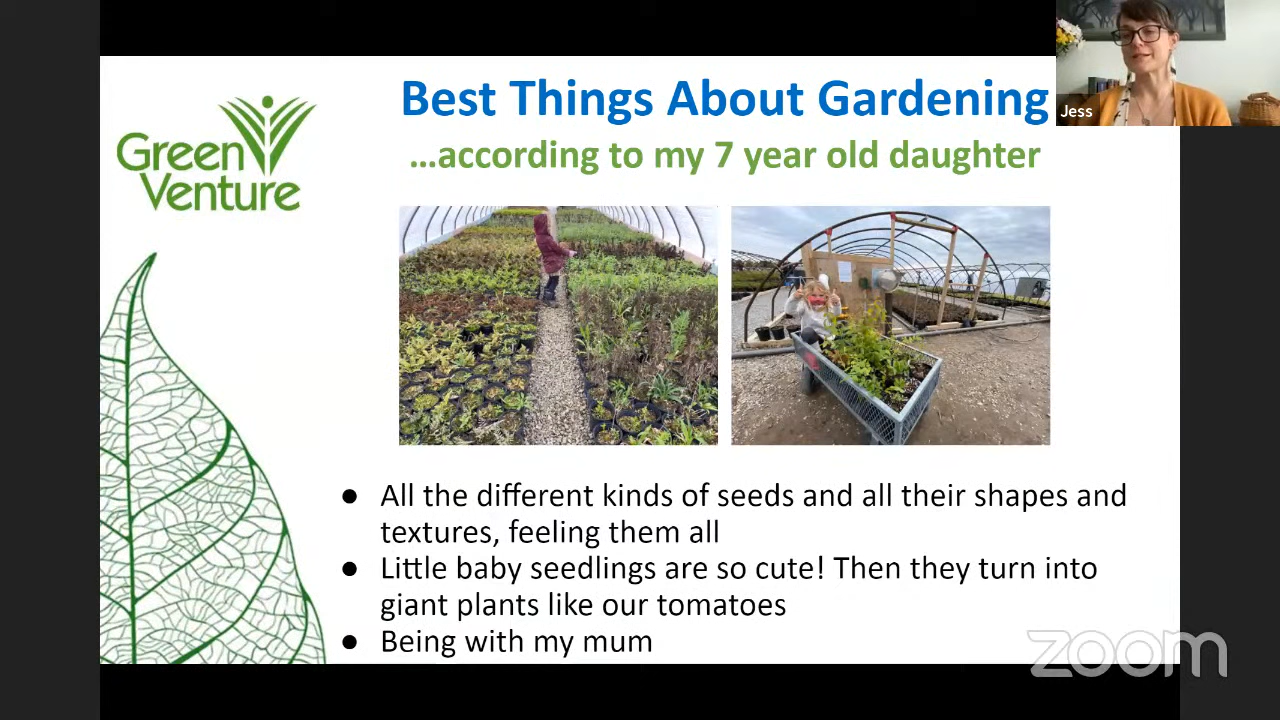 Best Things About Gardening
...according to my 7 year old daughter
Jess
Green
Venture
● All the different kinds of seeds and all their shapes and
textures, feeling them all
● Little baby seedlings are so cute! Then they turn into
giant plants like our tomatoes
● Being with my mum
zoom